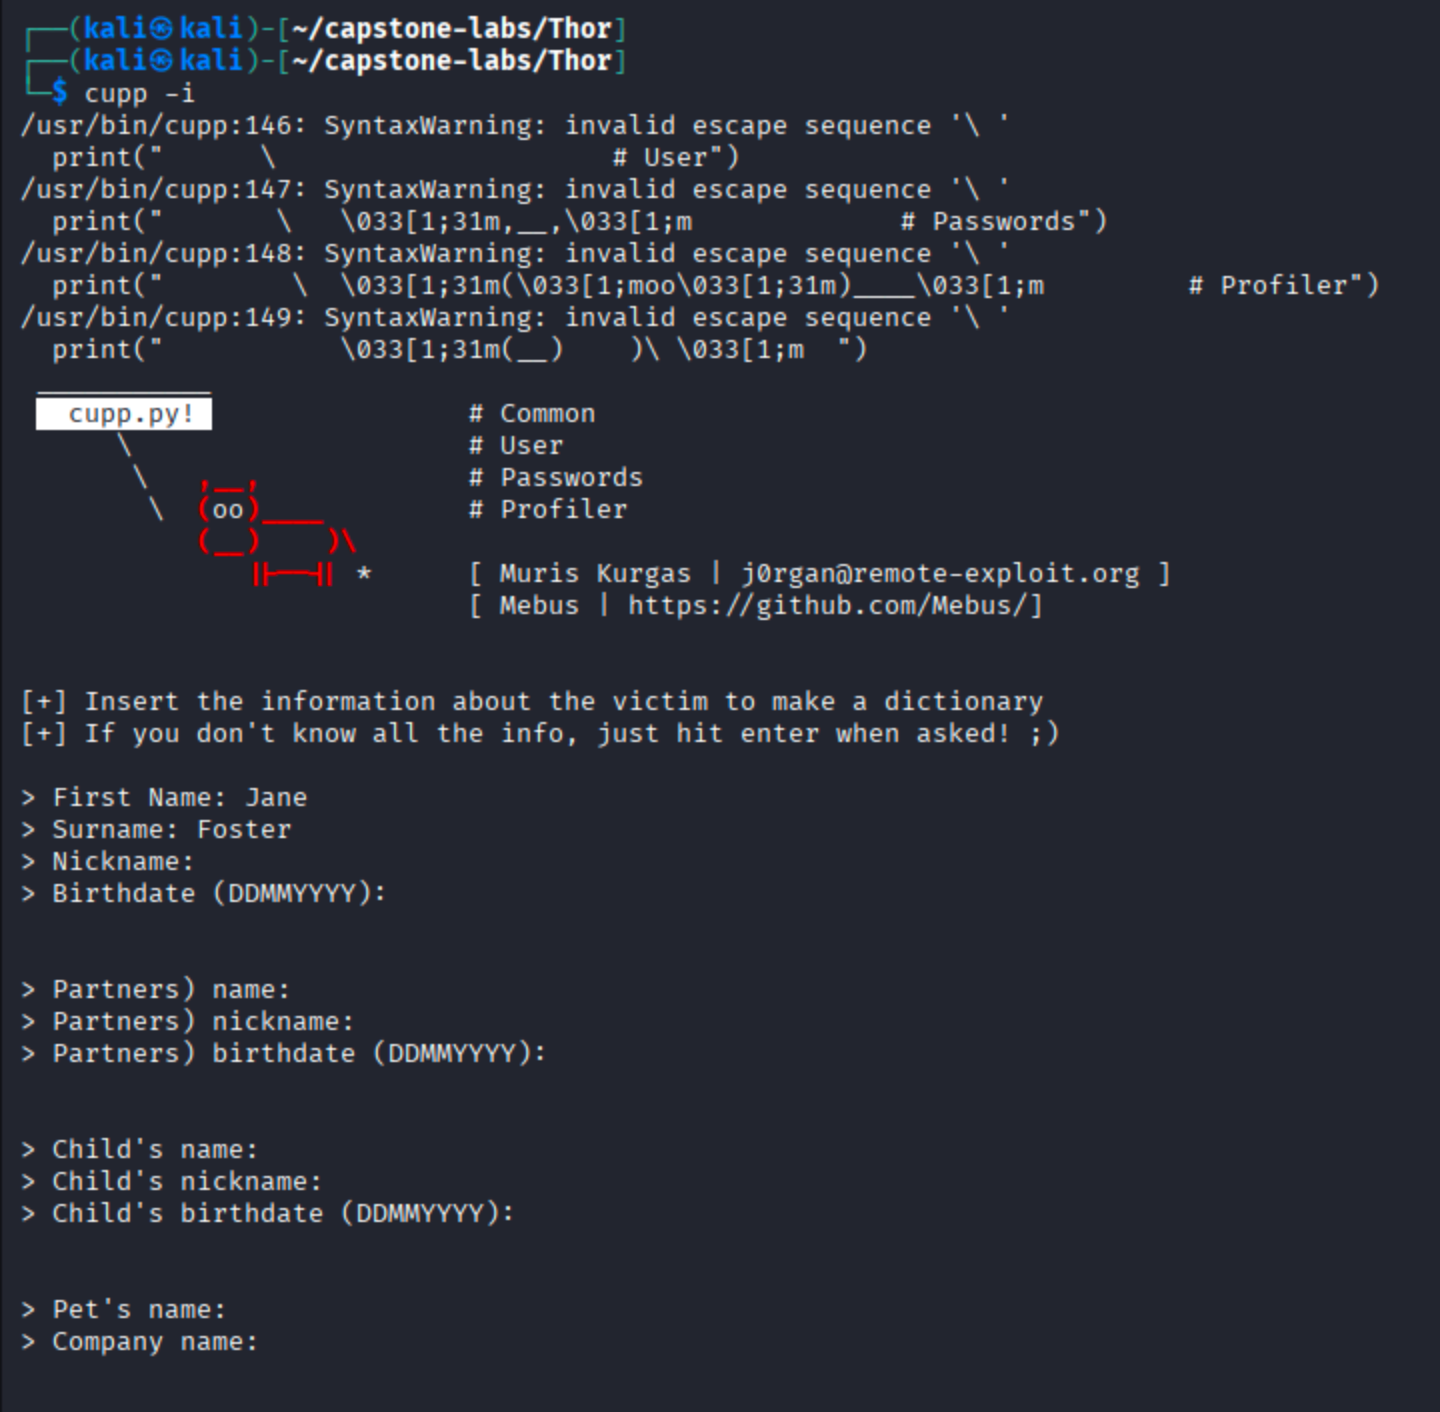 ┌──(kali㉿kali)-[~/capstone-labs/Thor]
┌──(kali㉿kali)-[~/capstone-labs/Thor]
└─$ cupp -i
/usr/bin/cupp:146: SyntaxWarning: invalid escape sequence '\ '
  print("      \                     # User")
/usr/bin/cupp:147: SyntaxWarning: invalid escape sequence '\ '
  print("       \   \033[1;31m,__,\033[1;m             # Passwords")
/usr/bin/cupp:148: SyntaxWarning: invalid escape sequence '\ '
  print("        \  \033[1;31m(\033[1;moo\033[1;31m)____\033[1;m         # Profiler")
/usr/bin/cupp:149: SyntaxWarning: invalid escape sequence '\ '
  print("           \033[1;31m(__)    )\ \033[1;m  ")
 ___________
   cupp.py!                 # Common
      \                     # User
       \   ,__,             # Passwords
        \  (oo)____         # Profiler
           (__)    )\
              ||--|| *      [ Muris Kurgas | j0rgan@remote-exploit.org ]
                            [ Mebus | https://github.com/Mebus/]
[+] Insert the information about the victim to make a dictionary
[+] If you don't know all the info, just hit enter when asked! ;)
> First Name: Jane
> Surname: Foster
> Nickname:
> Birthdate (DDMMYYYY):
> Partners) name:
> Partners) nickname:
> Partners) birthdate (DDMMYYYY):
> Child's name:
> Child's nickname:
> Child's birthdate (DDMMYYYY):
> Pet's name:
> Company name: